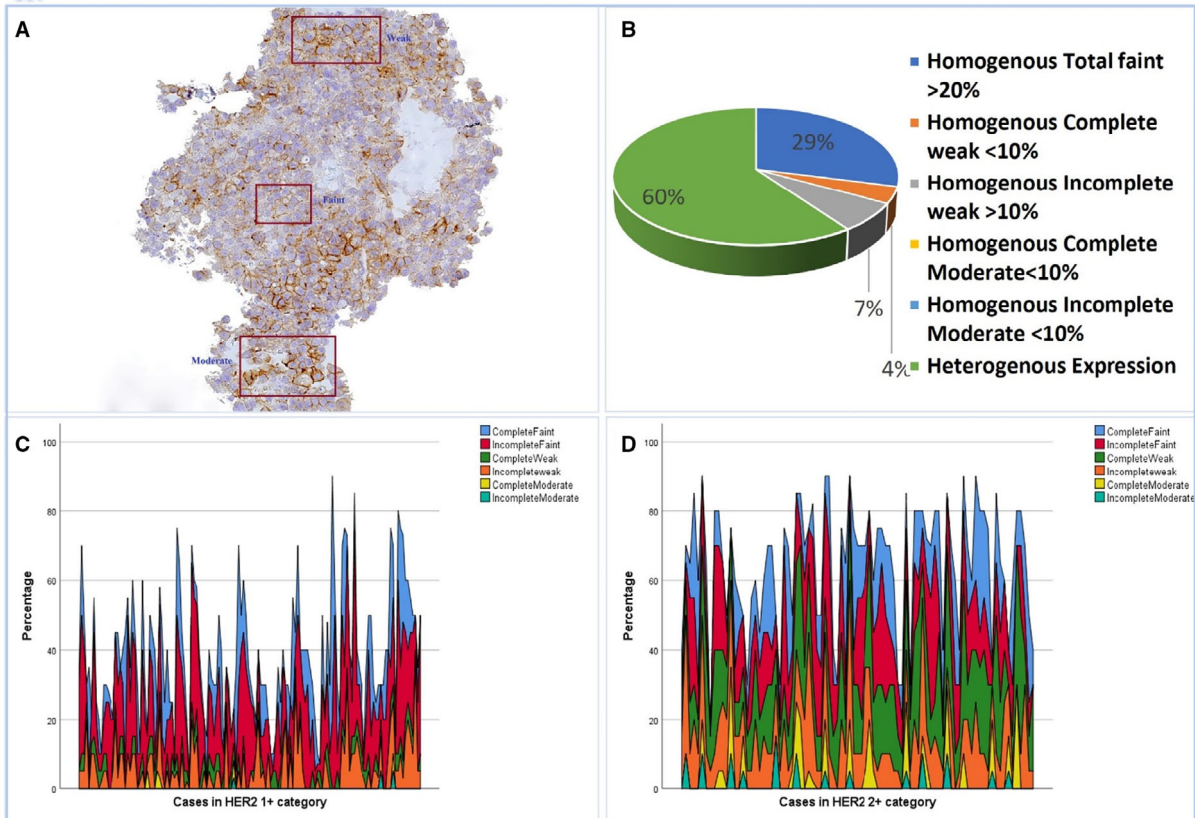 A
Weak
Faint
Moderate
B
29%
60%
7%
4%
Homogenous Total faint
>20%
Homogenous Complete
weak <10%
Homogenous Incomplete
weak >10%
Homogenous Complete
Moderate<10%
Homogenous Incomplete
Moderate <10%
Heterogenous Expression
C
100
80
60
40
20
0
Percentage
Cases in HER2 1+ category
CompleteFaint
IncompleteFaint
CompleteWeak
Incompleteweak
CompleteModerate
IncompleteModerate
D
100
80
60
40
20
0
Percentage
Cases in HER2 2+ category
CompleteFaint
IncompleteFaint
CompleteWeak
Incompleteweak
CompleteModerate
IncompleteModerate